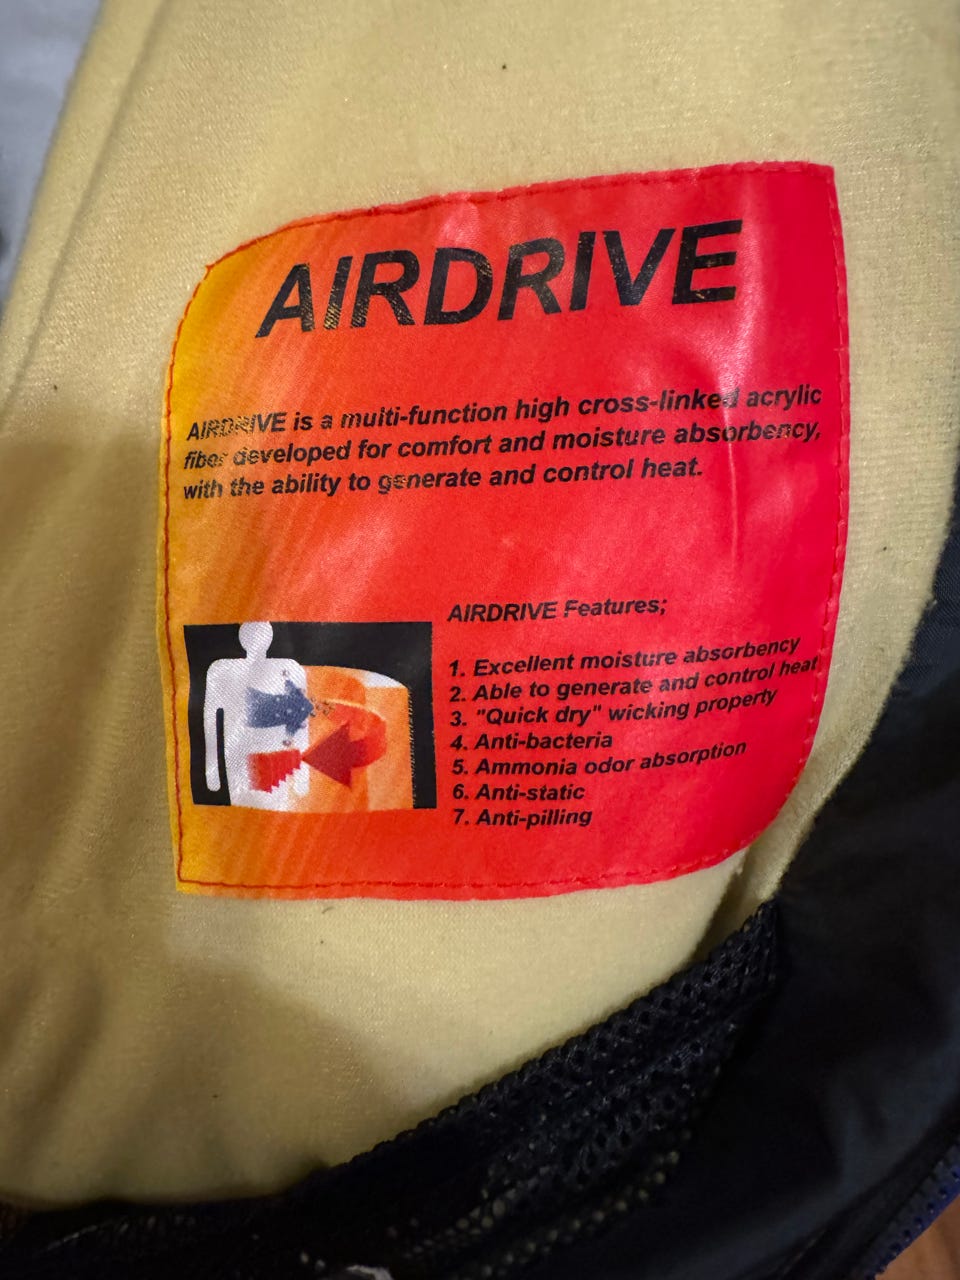 AIRDRIVE
AIRDRIVE is a multi-function high cross-linked acrylic
fiber developed for comfort and moisture absorbency,
with the ability to generate and control heat.
AIRDRIVE Features;
1. Excellent moisture absorbency
2. Able to generate and control heat
3. "Quick dry" wicking property
4. Anti-bacteria
5. Ammonia odor absorption
6. Anti-static
7. Anti-pilling